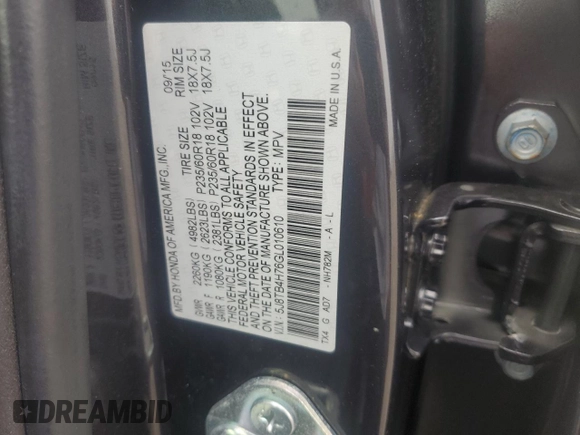 MFD.BY HONDA OF AMERICA MFG.,INC. 09/15
TIRE SIZE RIM SIZE
GVWR 2260KG (4982LBS)
GAWR F 1190KG (2623LBS) P235/60R18 102V 18X7.5J
GAWR R 1080KG (2381LBS) P235/60R18 102V 18X7.5J
THIS VEHICLE CONFORMS TO ALL APPLICABLE
FEDERAL MOTOR VEHICLE SAFETY
AND THEFT PREVENTION STANDARDS IN EFFECT
ON THE DATE OF MANUFACTURE SHOWN ABOVE.
V.I.N.: 5J8TB4H76GL010610 TYPE: MPV
TX4 G AD7 - NH782M - A - L MADE IN U.S.A.
DREAMBID